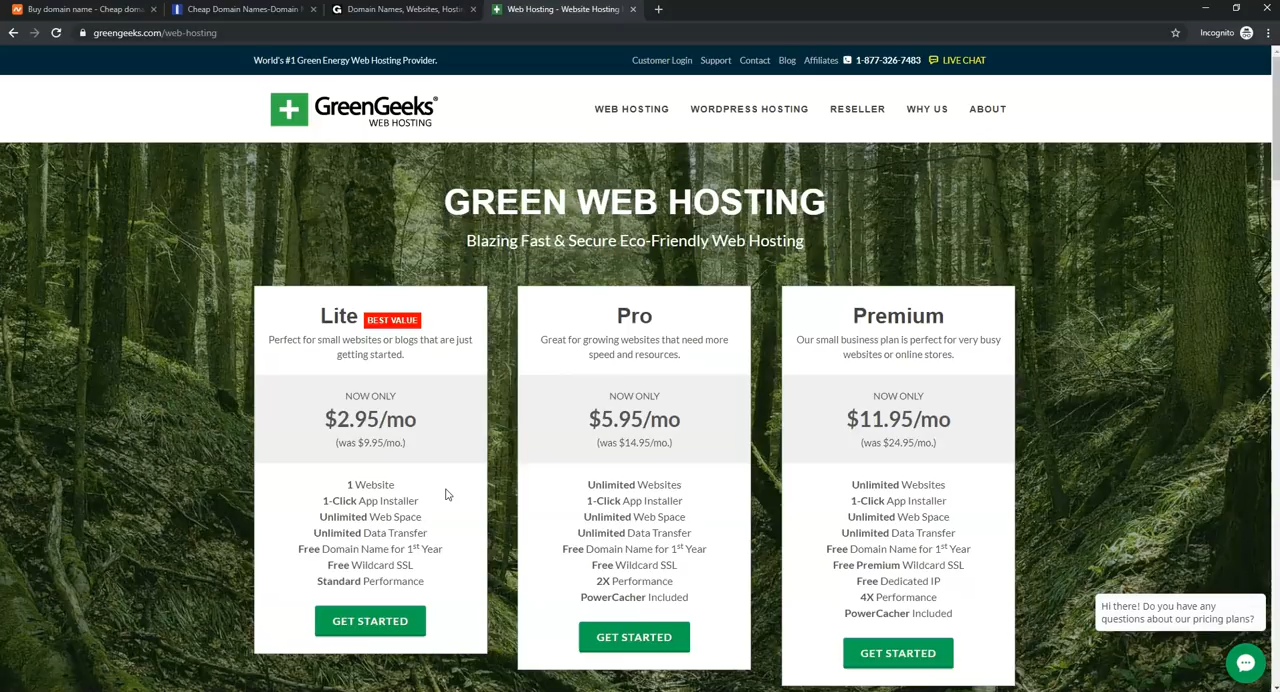 Buy domain name - Cheap doma
Cheap Domain Names-Domain N
Domain Names, Websites, Hostin
Web Hosting - Website Hosting
greengeeks.com/web-hosting
Incognito
World's #1 Green Energy Web Hosting Provider.
Customer Login Support Contact Blog Affiliates 1-877-326-7483 LIVE CHAT
GreenGeeks®
WEB HOSTING
WEB HOSTING WORDPRESS HOSTING RESELLER WHY US ABOUT
GREEN WEB HOSTING
Blazing Fast & Secure Eco-Friendly Web Hosting
Lite BEST VALUE
Perfect for small websites or blogs that are just
getting started.
NOW ONLY
$2.95/mo
(was $9.95/mo.)
1 Website
1-Click App Installer
Unlimited Web Space
Unlimited Data Transfer
Free Domain Name for 1st Year
Free Wildcard SSL
Standard Performance
GET STARTED
Pro
Great for growing websites that need more
speed and resources.
NOW ONLY
$5.95/mo
(was $14.95/mo.)
Unlimited Websites
1-Click App Installer
Unlimited Web Space
Unlimited Data Transfer
Free Domain Name for 1st Year
Free Wildcard SSL
2X Performance
PowerCacher Included
GET STARTED
Premium
Our small business plan is perfect for very busy
websites or online stores.
NOW ONLY
$11.95/mo
(was $24.95/mo.)
Unlimited Websites
1-Click App Installer
Unlimited Web Space
Unlimited Data Transfer
Free Domain Name for 1st Year
Free Premium Wildcard SSL
Free Dedicated IP
4X Performance
PowerCacher Included
GET STARTED
Hi there! Do you have any
questions about our pricing plans?